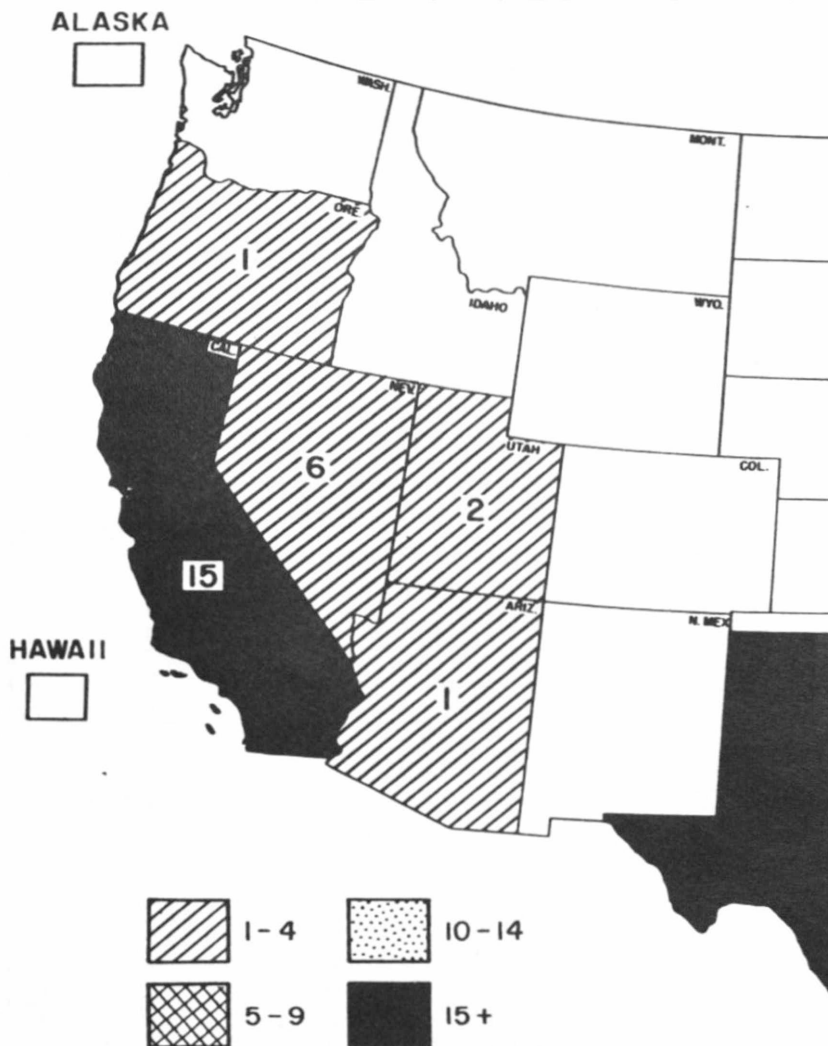 ALASKA
WASH.
MONT.
ORE.
1
IDAHO
WYO.
CAL.
NEV.
UTAH
COL.
6
2
15
ARIZ.
N. MEX
HAWAII
1
1-4
10-14
5-9
15+